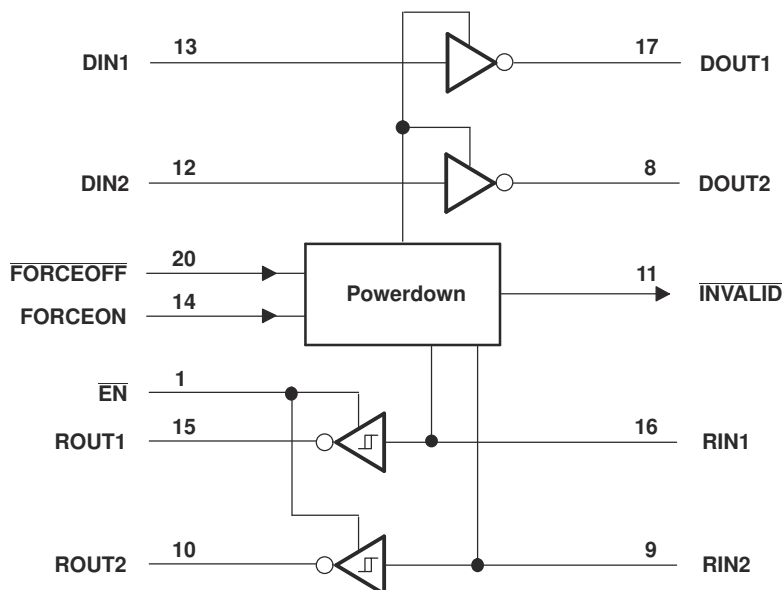 DIN1 13 17 DOUT1
DIN2 12 8 DOUT2
FORCEOFF 20
Powerdown
11 INVALID
FORCEON 14
EN 1
ROUT1 15 16 RIN1
ROUT2 10 9 RIN2